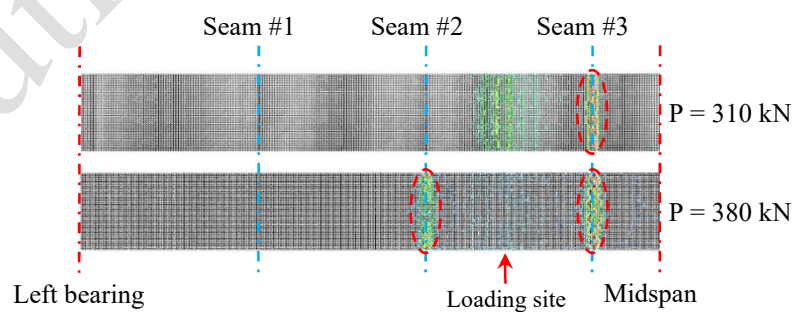 Seam #1 Seam #2 Seam #3
P = 310 kN
P = 380 kN
Left bearing Loading site Midspan